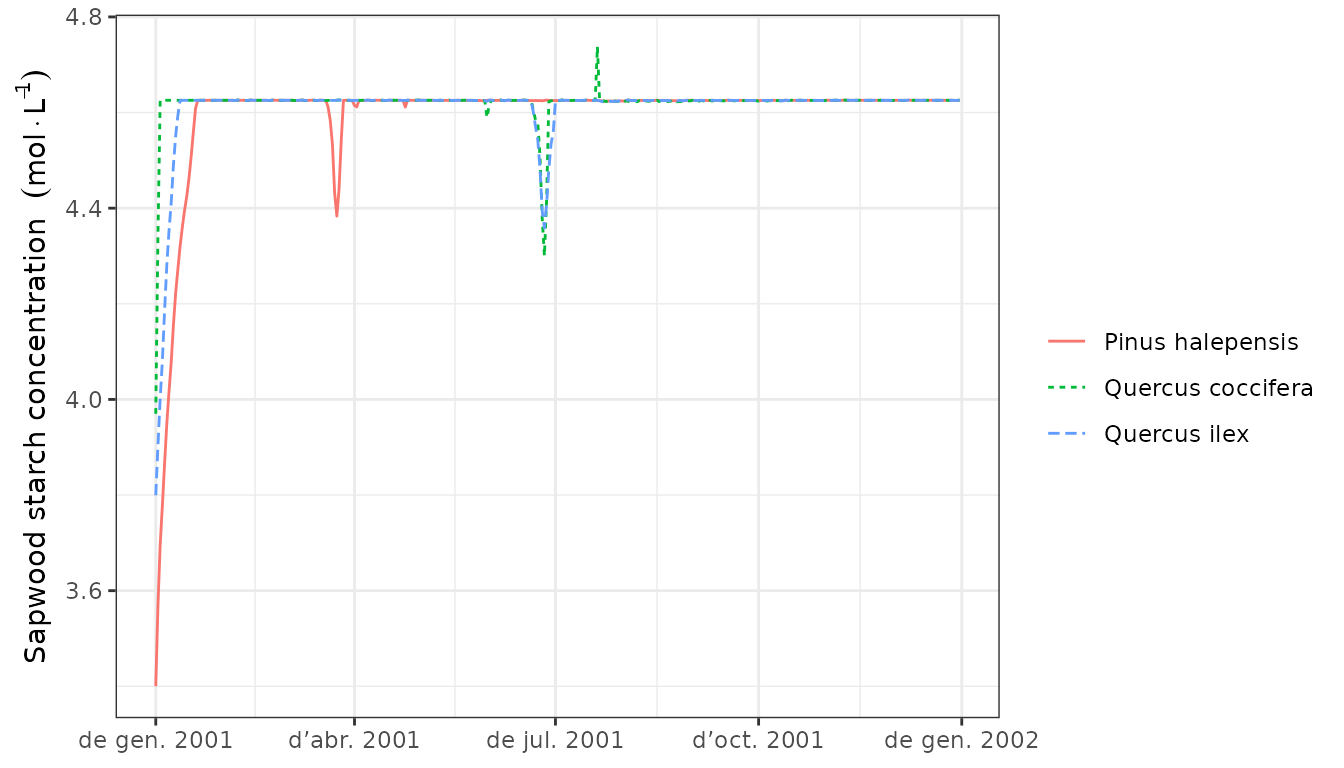 Sapwood starch concentration (mol·L⁻¹)
4.8
4.4
4.0
3.6
de gen. 2001
d’abr. 2001
de jul. 2001
d’oct. 2001
de gen. 2002
Pinus halepensis
Quercus coccifera
Quercus ilex